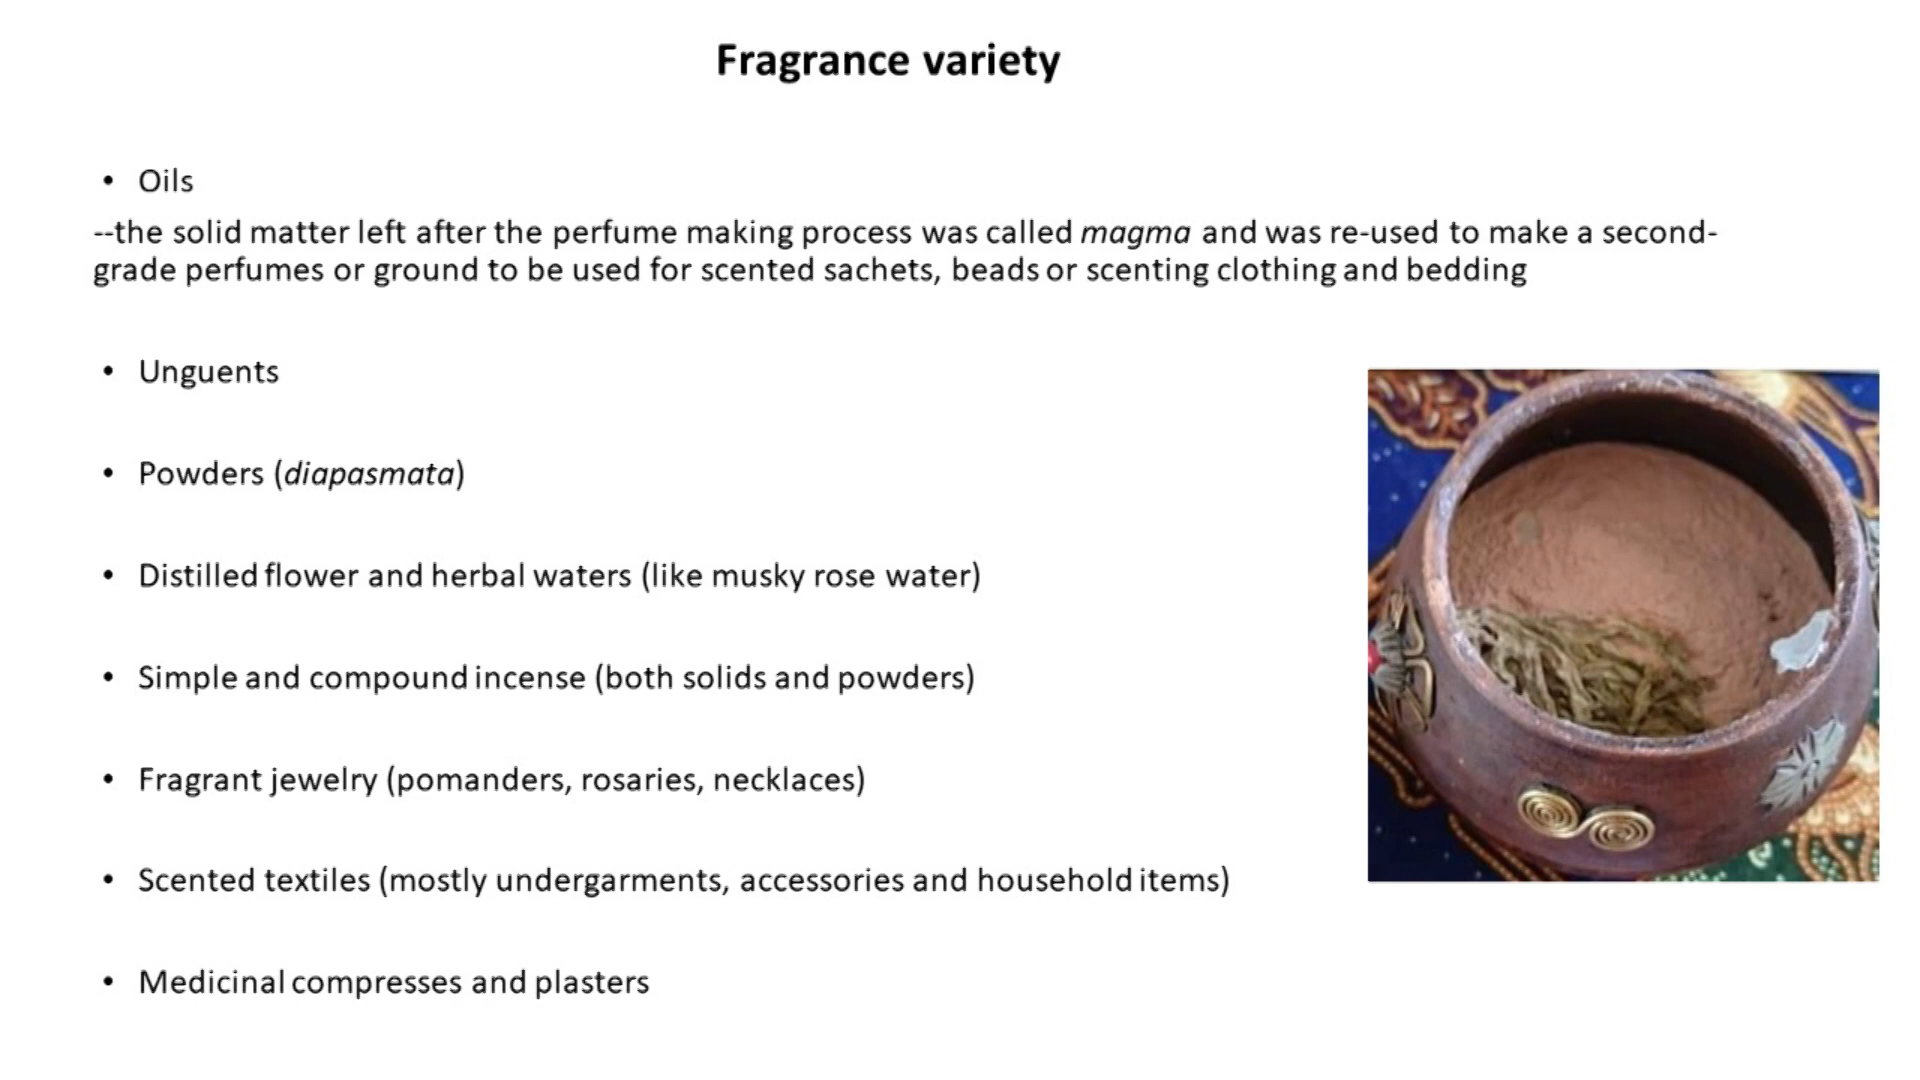 Fragrance variety
• Oils
--the solid matter left after the perfume making process was called magma and was re-used to make a second-
grade perfumes or ground to be used for scented sachets, beads or scenting clothing and bedding
• Unguents
• Powders (diapasmata)
• Distilled flower and herbal waters (like musky rose water)
• Simple and compound incense (both solids and powders)
• Fragrant jewelry (pomanders, rosaries, necklaces)
• Scented textiles (mostly undergarments, accessories and household items)
• Medicinal compresses and plasters